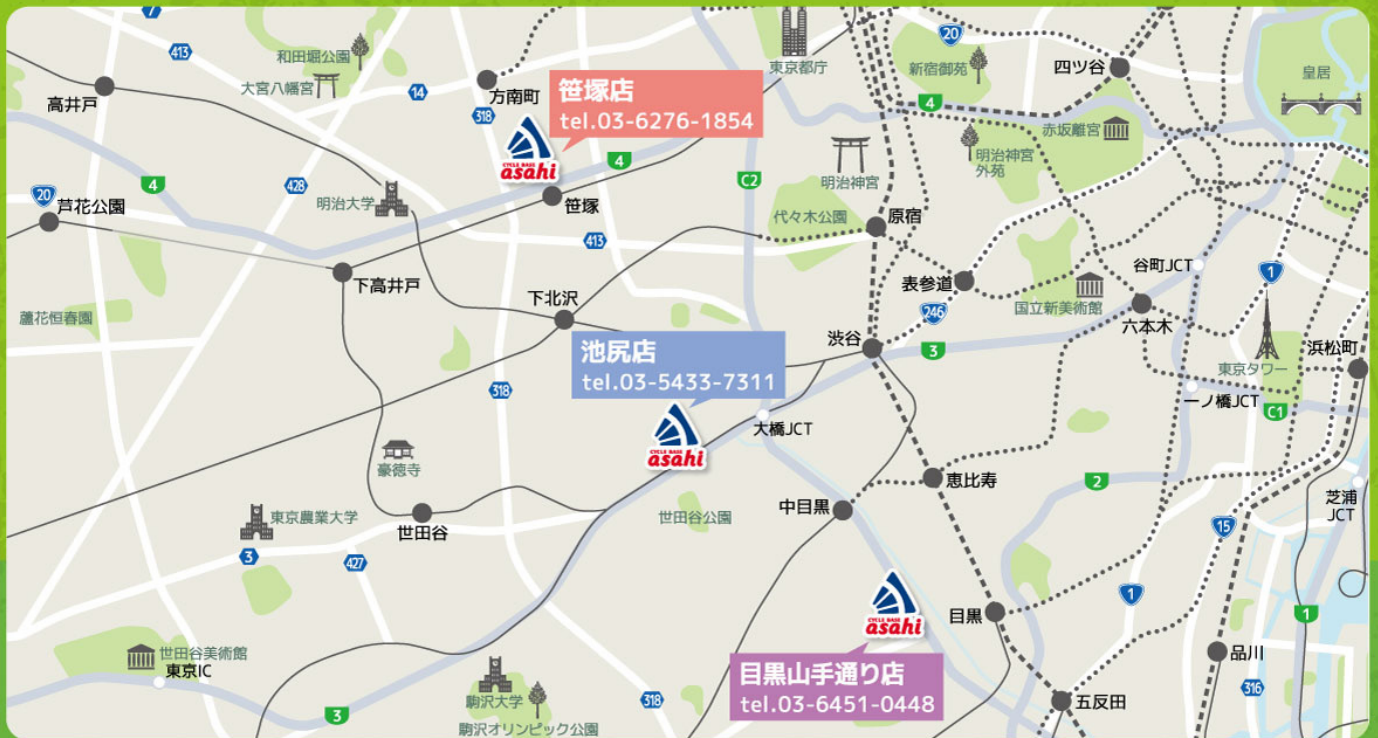 7
413
和田堀公園
大宮八幡宮
高井戸
14
方南町
318
笹塚店
tel.03-6276-1854
CYCLE BASE
asahi
東京都庁
20
新宿御苑
四ツ谷
皇居
4
赤坂離宮
明治神宮
外苑
明治神宮
C2
4
20
芦花公園
4
428
明治大学
笹塚
413
代々木公園
原宿
下高井戸
下北沢
表参道
246
国立新美術館
谷町JCT
1
六本木
浜松町
蘆花恒春園
池尻店
tel.03-5433-7311
渋谷
3
東京タワー
318
一ノ橋JCT
C1
CYCLE BASE
asahi
大橋JCT
豪徳寺
恵比寿
2
芝浦
JCT
東京農業大学
世田谷
世田谷公園
中目黒
15
3
427
CYCLE BASE
asahi
目黒
1
1
世田谷美術館
東京IC
目黒山手通り店
tel.03-6451-0448
品川
316
五反田
3
駒沢大学
駒沢オリンピック公園
318